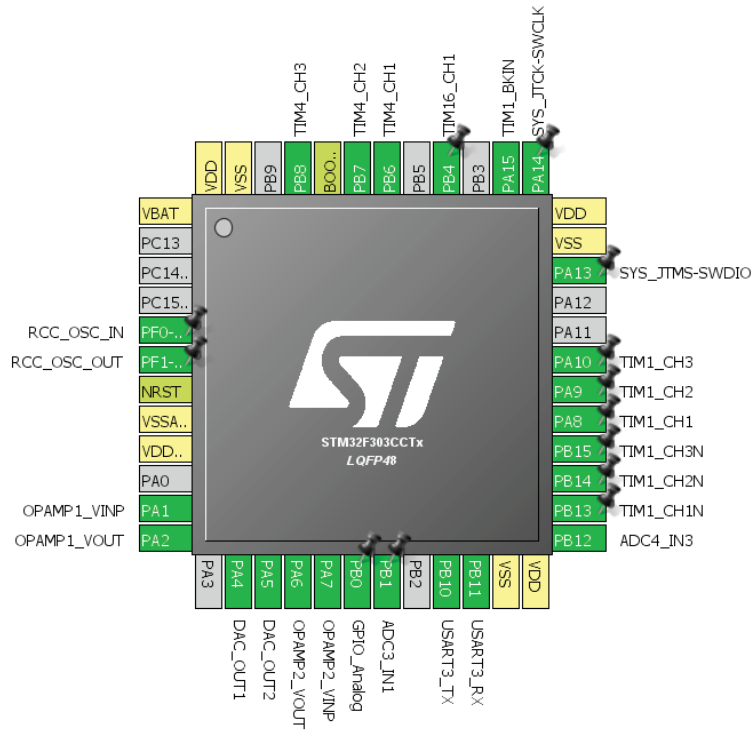 TIM4_CH3
TIM4_CH2
TIM4_CH1
TIM16_CH1
TIM1_BKIN
SYS_JTCK-SWCLK
VDD
VSS
PB9
PB8
BOO..
PB7
PB6
PB5
PB4
PB3
PA15
PA14
VBAT
PC13
PC14..
PC15..
RCC_OSC_IN PF0-..
RCC_OSC_OUT PF1-..
NRST
VSSA..
VDD..
PA0
OPAMP1_VINP PA1
OPAMP1_VOUT PA2
ST
STM32F303CCTx
LQFP48
VDD
VSS
PA13 SYS_JTMS-SWDIO
PA12
PA11
PA10 TIM1_CH3
PA9 TIM1_CH2
PA8 TIM1_CH1
PB15 TIM1_CH3N
PB14 TIM1_CH2N
PB13 TIM1_CH1N
PB12 ADC4_IN3
PA3
PA4
PA5
PA6
PA7
PB0
PB1
PB2
PB10
PB11
VSS
VDD
DAC_OUT1
DAC_OUT2
OPAMP2_VOUT
OPAMP2_VINP
GPIO_Analog
ADC3_IN1
USART3_TX
USART3_RX